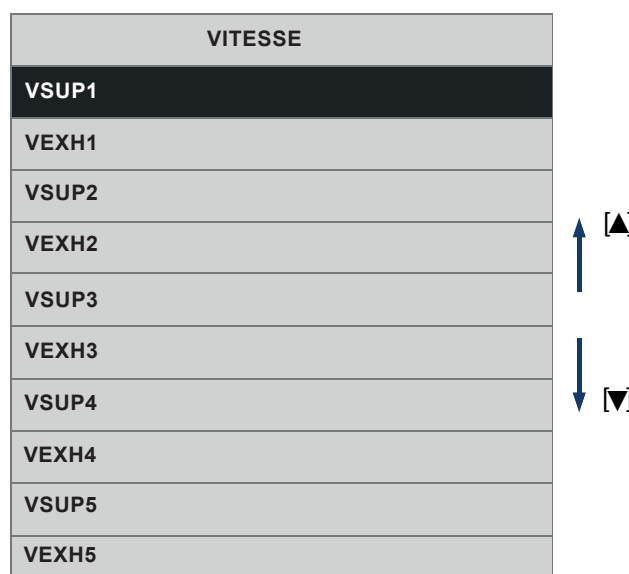 VITESSE
VSUP1
VEXH1
VSUP2
VEXH2
VSUP3
VEXH3
VSUP4
VEXH4
VSUP5
VEXH5
[▲]
[▼]